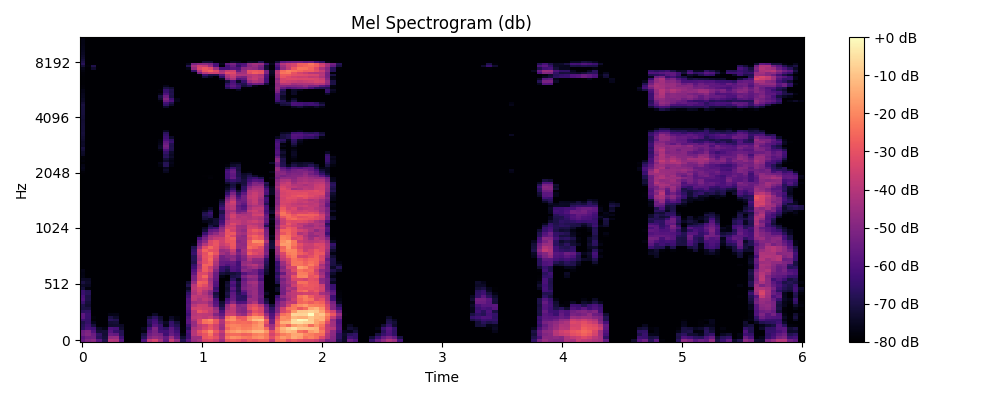 Mel Spectrogram (db)
8192
4096
2048
1024
512
0
Hz
0 1 2 3 4 5 6
Time
+0 dB
-10 dB
-20 dB
-30 dB
-40 dB
-50 dB
-60 dB
-70 dB
-80 dB